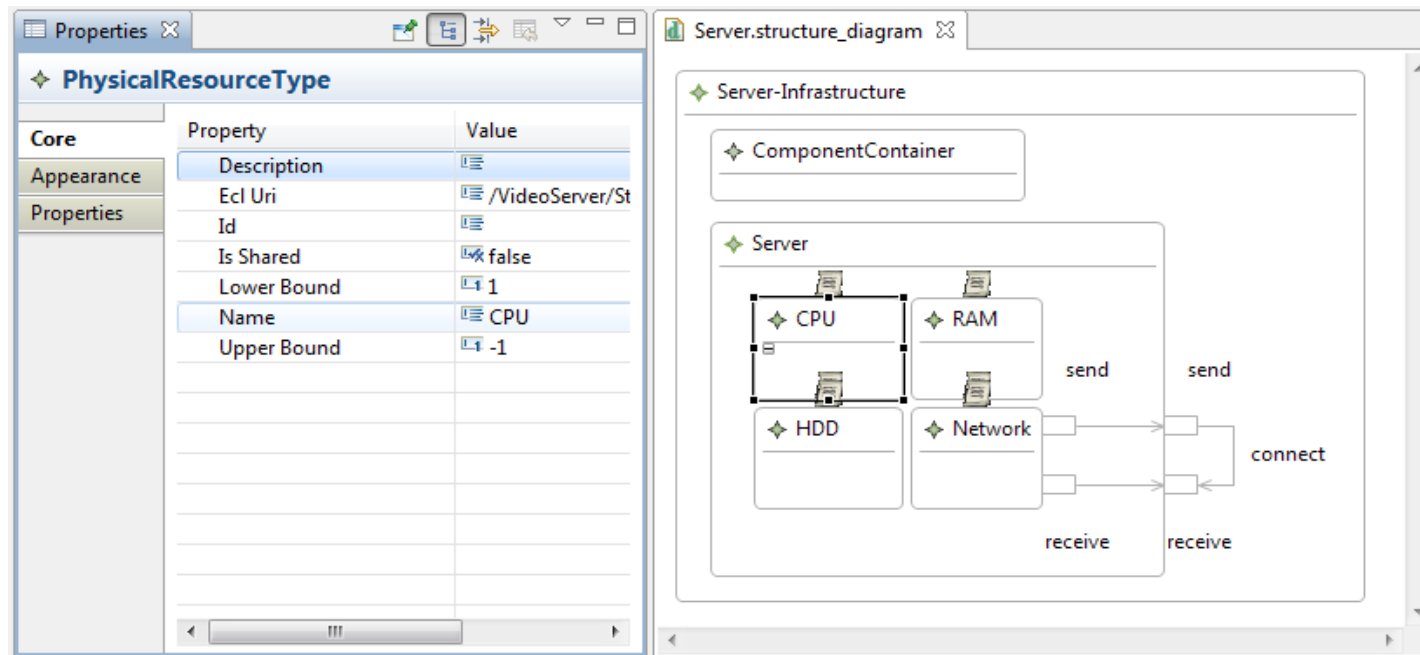 Properties
PhysicalResourceType
Core
Appearance
Properties
Property Value
Description
Ecl Uri /VideoServer/St
Id
Is Shared false
Lower Bound 1
Name CPU
Upper Bound -1
Server.structure_diagram
Server-Infrastructure
ComponentContainer
Server
CPU RAM
send send
HDD Network
connect
receive receive